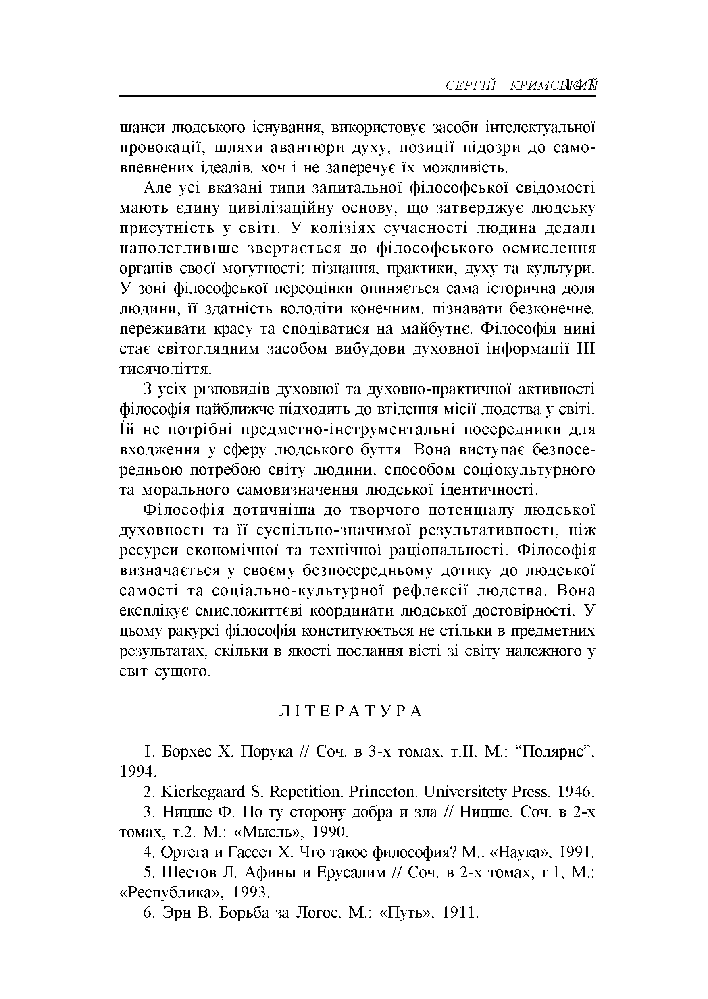 СЕРГІЙ КРИМСЬКИЙ 143
шанси людського існування, використовує засоби інтелектуальної
провокації, шляхи авантюри духу, позиції підозри до само-
впевнених ідеалів, хоч і не заперечує їх можливість.
Але усі вказані типи запитальної філософської свідомості
мають єдину цивілізаційну основу, що затверджує людську
присутність у світі. У колізіях сучасності людина дедалі
наполегливіше звертається до філософського осмислення
органів своєї могутності: пізнання, практики, духу та культури.
У зоні філософської переоцінки опиняється сама історична доля
людини, її здатність володіти конечним, пізнавати безконечне,
переживати красу та сподіватися на майбутнє. Філософія нині
стає світоглядним засобом вибудови духовної інформації III
тисячоліття.
З усіх різновидів духовної та духовно-практичної активності
філософія найближче підходить до втілення місії людства у світі.
Їй не потрібні предметно-інструментальні посередники для
входження у сферу людського буття. Вона виступає безпосе-
редньою потребою світу людини, способом соціокультурного
та морального самовизначення людської ідентичності.
Філософія дотичніша до творчого потенціалу людської
духовності та її суспільно-значимої результативності, ніж
ресурси економічної та технічної раціональності. Філософія
визначається у своєму безпосередньому дотику до людської
самості та соціально-культурної рефлексії людства. Вона
експлікує смисложиттєві координати людської достовірності. У
цьому ракурсі філософія конституюється не стільки в предметних
результатах, скільки в якості послання вісті зі світу належного у
світ сущого.
ЛІТЕРАТУРА
I. Борхес Х. Порука // Соч. в 3-х томах, т.II, М.: “Полярнс”,
1994.
2. Kierkegaard S. Repetition. Princeton. Universitety Press. 1946.
3. Ницше Ф. По ту сторону добра и зла // Ницше. Соч. в 2-х
томах, т.2. М.: «Мысль», 1990.
4. Ортега и Гассет Х. Что такое философия? М.: «Наука», I99I.
5. Шестов Л. Афины и Ерусалим // Соч. в 2-х томах, т.1, М.:
«Республика», 1993.
6. Эрн В. Борьба за Логос. М.: «Путь», 1911.